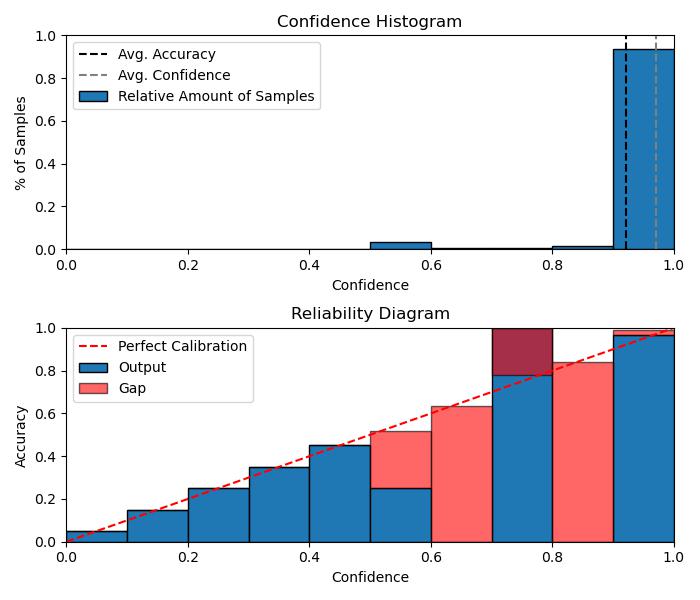 Confidence Histogram
1.0
0.8
0.6
0.4
0.2
0.0
% of Samples
Avg. Accuracy
Avg. Confidence
Relative Amount of Samples
0.0 0.2 0.4 0.6 0.8 1.0
Confidence
Reliability Diagram
1.0
0.8
0.6
0.4
0.2
0.0
Accuracy
Perfect Calibration
Output
Gap
0.0 0.2 0.4 0.6 0.8 1.0
Confidence